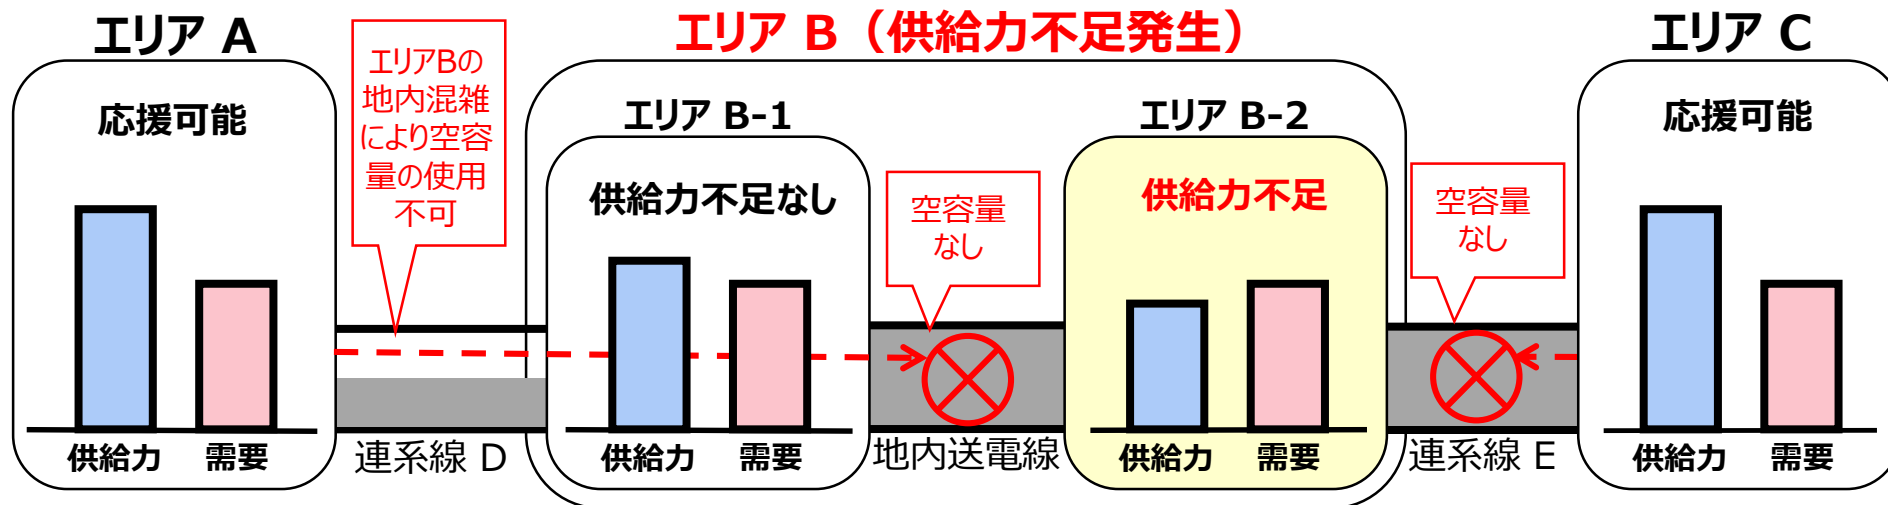 エリア A
エリア B（供給力不足発生）
エリア C
応援可能
エリアBの
地内混雑
により空容
量の使用
不可
エリア B-1
供給力不足なし
空容量
なし
エリア B-2
供給力不足
空容量
なし
応援可能
供給力
需要
連系線 D
供給力
需要
地内送電線
供給力
需要
連系線 E
供給力
需要